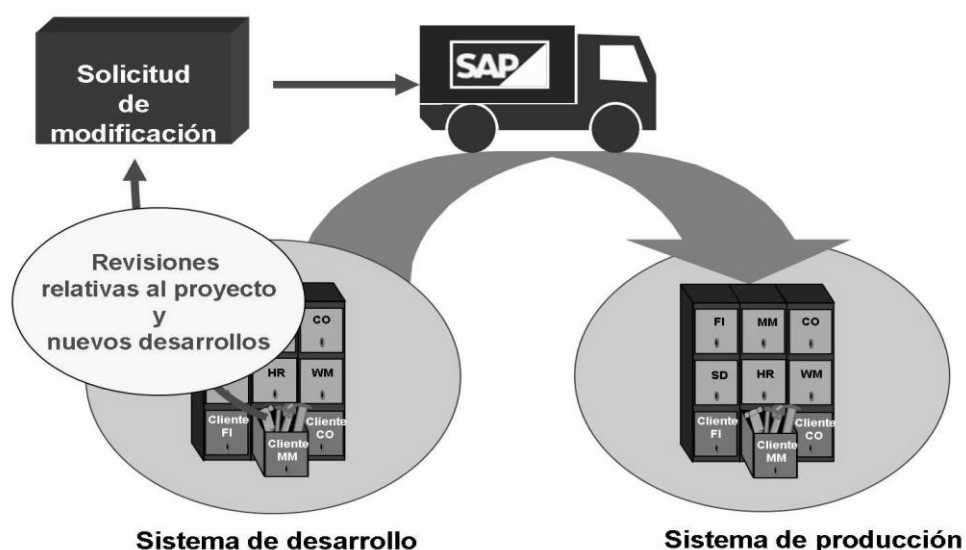 Solicitud
de
modificación
SAP
Revisiones
relativas al proyecto
y
nuevos desarrollos
CO
HR WM
Cliente
FI
Cliente
MM
Cliente
CO
FI MM CO
SD HR WM
Cliente
FI
Cliente
MM
Cliente
CO
Sistema de desarrollo
Sistema de producción